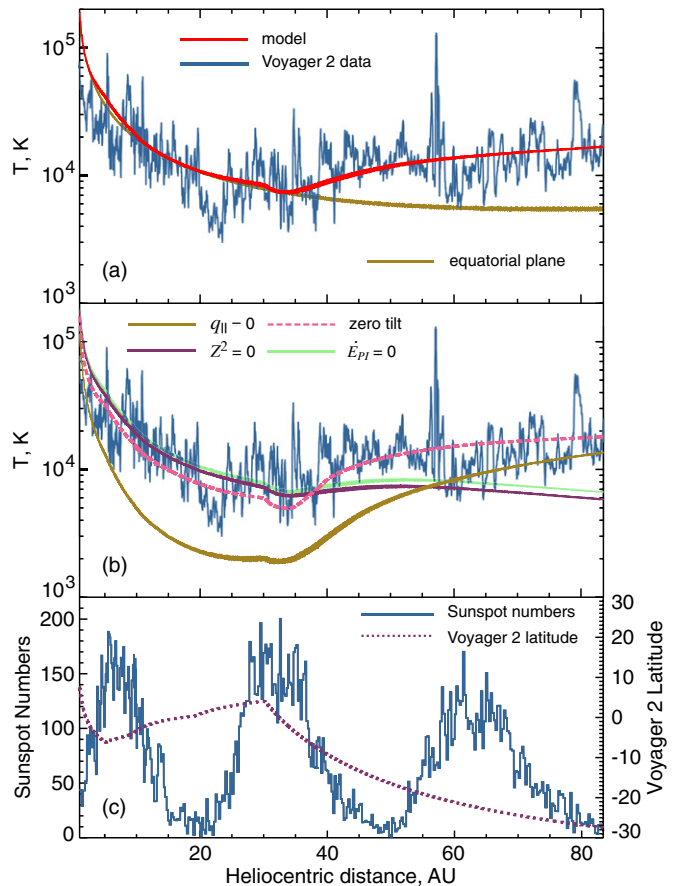 10^5
model
Voyager 2 data
T, K
10^4
equatorial plane
(a)
10^3
q_{||} − 0
zero tilt
Z^2 = 0
Ė_{PI} = 0
10^5
T, K
10^4
(b)
10^3
200
150
100
50
0
Sunspot Numbers
Sunspot numbers
Voyager 2 latitude
30
20
10
0
-10
-20
-30
Voyager 2 Latitude
(c)
20 40 60 80
Heliocentric distance, AU